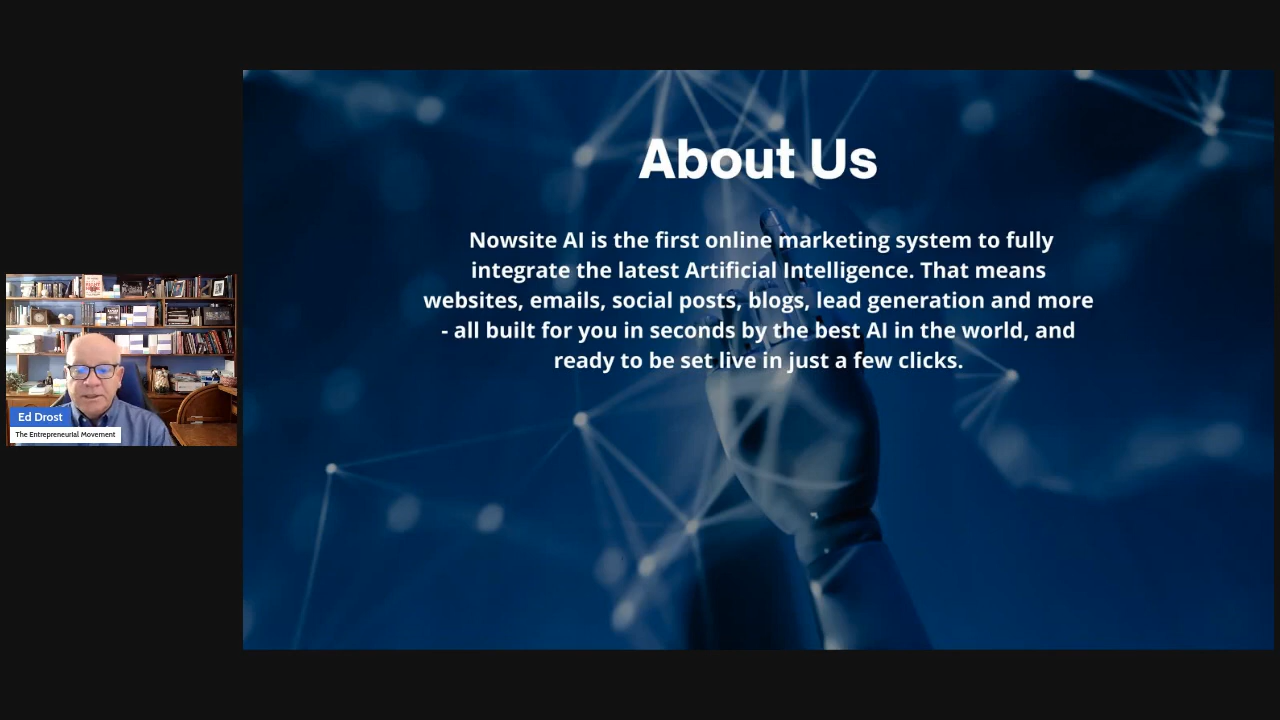 About Us
Nowsite AI is the first online marketing system to fully
integrate the latest Artificial Intelligence. That means
websites, emails, social posts, blogs, lead generation and more
- all built for you in seconds by the best AI in the world, and
ready to be set live in just a few clicks.
Ed Drost
The Entrepreneurial Movement